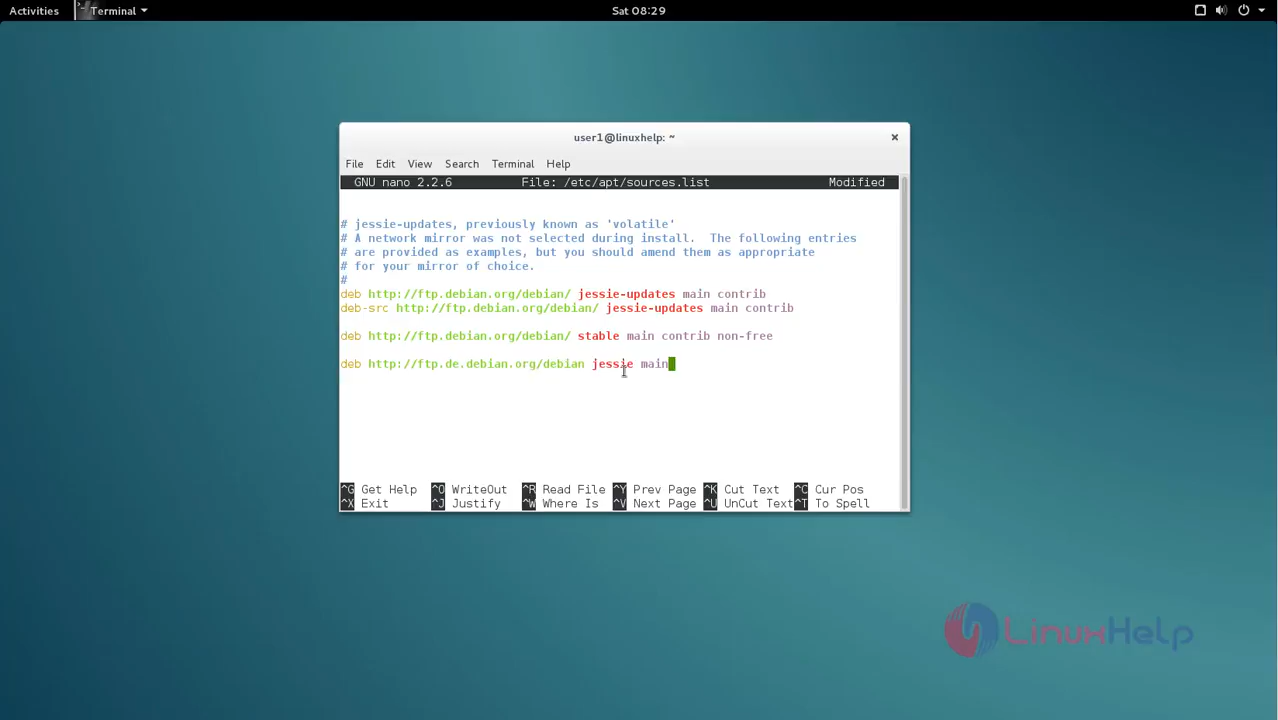 Activities Terminal Sat 08:29
user1@linuxhelp: ~
File Edit View Search Terminal Help
GNU nano 2.2.6 File: /etc/apt/sources.list Modified
# jessie-updates, previously known as 'volatile'
# A network mirror was not selected during install.  The following entries
# are provided as examples, but you should amend them as appropriate
# for your mirror of choice.
#
deb http://ftp.debian.org/debian/ jessie-updates main contrib
deb-src http://ftp.debian.org/debian/ jessie-updates main contrib
deb http://ftp.debian.org/debian/ stable main contrib non-free
deb http://ftp.de.debian.org/debian jessie main
^G Get Help ^O WriteOut ^R Read File ^Y Prev Page ^K Cut Text ^C Cur Pos
^X Exit ^J Justify ^W Where Is ^V Next Page ^U UnCut Text ^T To Spell
LinuxHelp